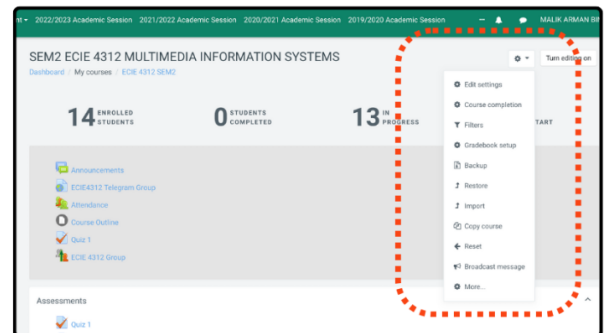 nt 2022/2023 Academic Session 2021/2022 Academic Session 2020/2021 Academic Session 2019/2020 Academic Session MALIK ARMAN BIN
SEM2 ECIE 4312 MULTIMEDIA INFORMATION SYSTEMS
Turn editing on
Dashboard / My courses / ECIE 4312 SEM2
14 ENROLLED STUDENTS
0 STUDENTS COMPLETED
13 IN PROGRESS
TART
Edit settings
Course completion
Filters
Gradebook setup
Backup
Restore
Import
Copy course
Reset
Broadcast message
More...
Announcements
ECIE4312 Telegram Group
Attendance
Course Outline
Quiz 1
ECIE 4312 Group
Assessments
Quiz 1